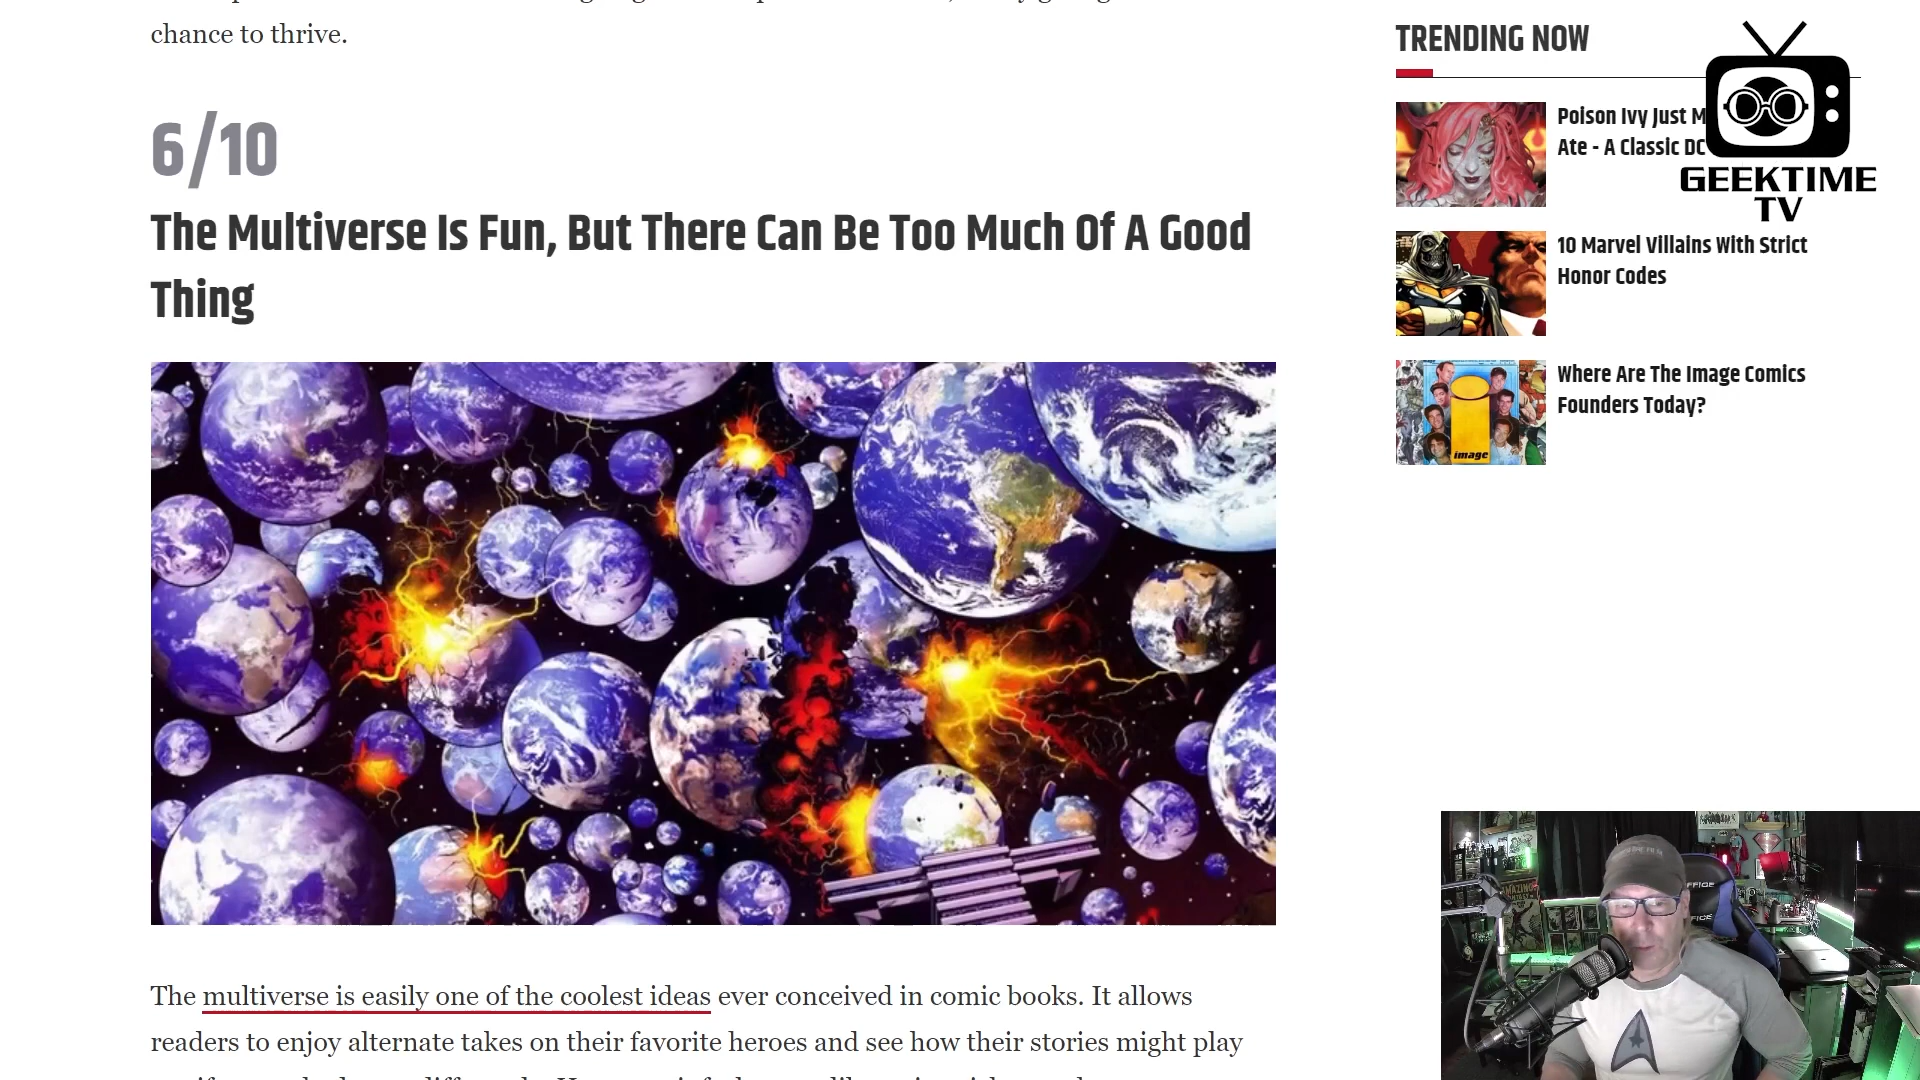 chance to thrive.
6/10
The Multiverse Is Fun, But There Can Be Too Much Of A Good
Thing
The multiverse is easily one of the coolest ideas ever conceived in comic books. It allows
readers to enjoy alternate takes on their favorite heroes and see how their stories might play
TRENDING NOW
Poison Ivy Just
Ate - A Classic DC
10 Marvel Villains With Strict
Honor Codes
image
Where Are The Image Comics
Founders Today?
GEEKTIME
TV
AMAZING
OFFICE